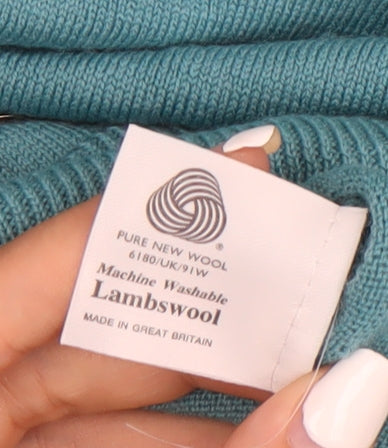 ®
PURE NEW WOOL
6180/UK/91W
Machine Washable
Lambswool
MADE IN GREAT BRITAIN